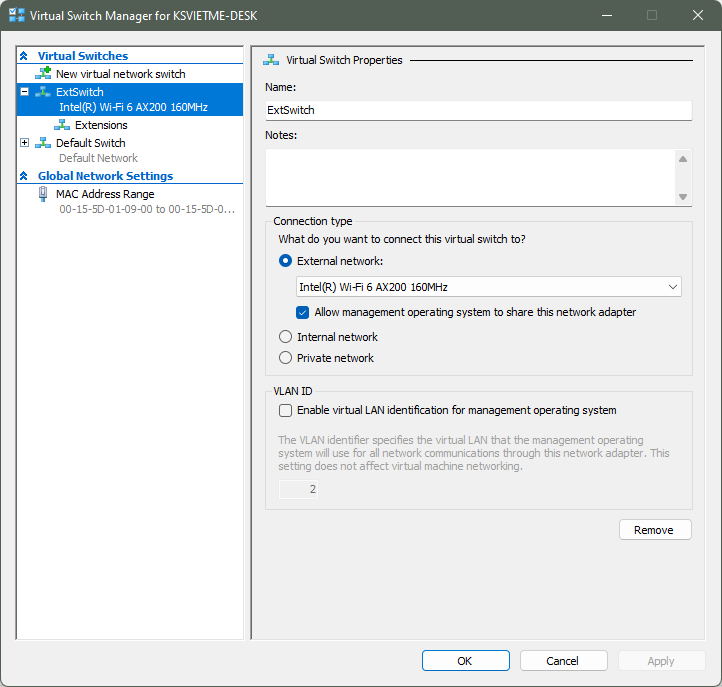 Virtual Switch Manager for KSVIETME-DESK
Virtual Switches
New virtual network switch
ExtSwitch
Intel(R) Wi-Fi 6 AX200 160MHz
Extensions
Default Switch
Default Network
Global Network Settings
MAC Address Range
00-15-5D-01-09-00 to 00-15-5D-0...
Virtual Switch Properties
Name:
ExtSwitch
Notes:
Connection type
What do you want to connect this virtual switch to?
External network:
Intel(R) Wi-Fi 6 AX200 160MHz
Allow management operating system to share this network adapter
Internal network
Private network
VLAN ID
Enable virtual LAN identification for management operating system
The VLAN identifier specifies the virtual LAN that the management operating
system will use for all network communications through this network adapter. This
setting does not affect virtual machine networking.
2
Remove
OK
Cancel
Apply